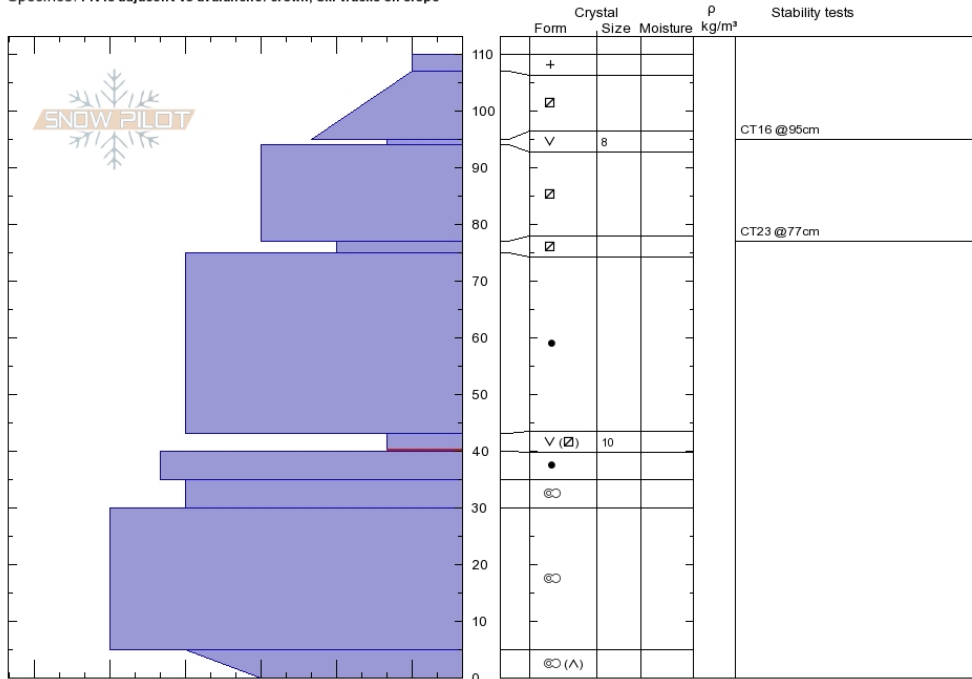 Crystal
ρ
Stability tests
Form
Size
Moisture
kg/m³
SNOW PILOT
110
100
90
80
70
60
50
40
30
20
10
0
8
10
CT16 @95cm
CT23 @77cm